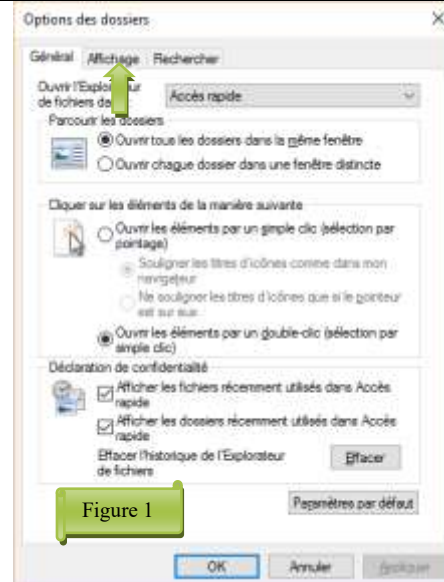 Options des dossiers
Général Affichage Rechercher
Ouvrir l'Explorateur
de fichiers dans
Accès rapide
Parcourir les dossiers
Ouvrir tous les dossiers dans la même fenêtre
Ouvrir chaque dossier dans une fenêtre distincte
Cliquer sur les éléments de la manière suivante
Ouvrir les éléments par un simple clic (sélection par
pointage)
Souligner les titres d'icônes comme dans mon
navigateur
Ne souligner les titres d'icônes que si le pointeur
est sur eux
Ouvrir les éléments par un double-clic (sélection par
simple clic)
Déclaration de confidentialité
Afficher les fichiers récemment utilisés dans Accès
rapide
Afficher les dossiers récemment utilisés dans Accès
rapide
Effacer l'historique de l'Explorateur
de fichiers
Effacer
Figure 1
Paramètres par défaut
OK Annuler Appliquer